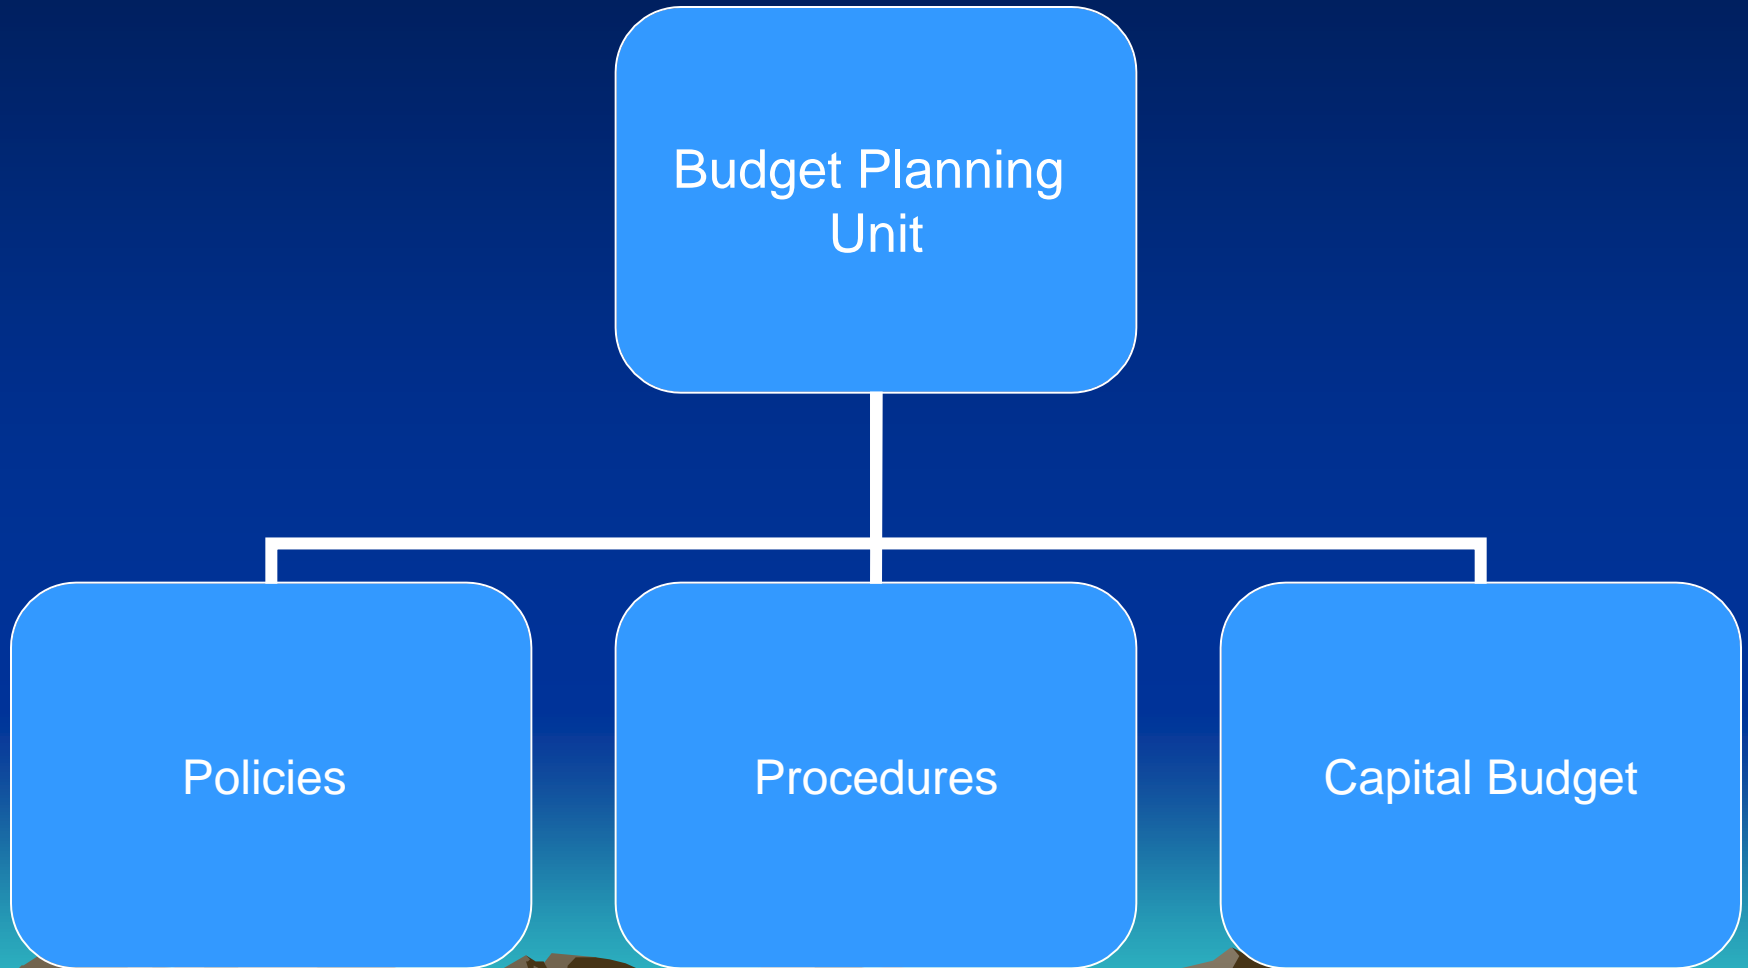 Budget Planning
Unit
Policies
Procedures
Capital Budget